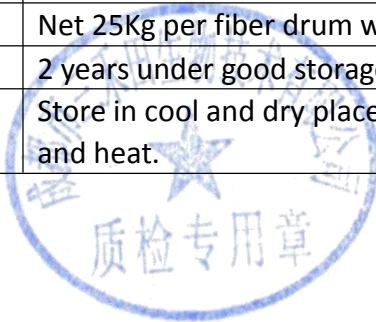 Net 25Kg per fiber drum w
2 years under good storage
Store in cool and dry place
and heat.
质检专用章